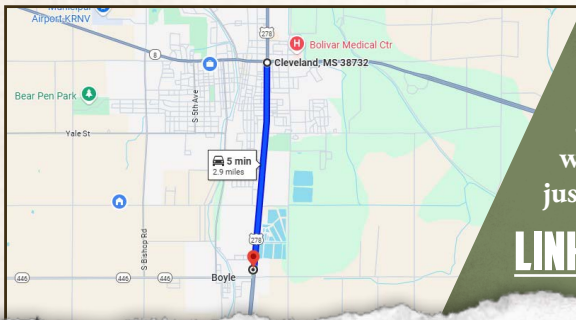 Municipal
Airport-KRNV
278
H Bolivar Medical Ctr
8
Cleveland, MS 38732
Bear Pen Park
S 5th Ave
Yale St
5 min
2.9 miles
jus
278
S Bishop Rd
LINK
Boyle
446
446
446
446